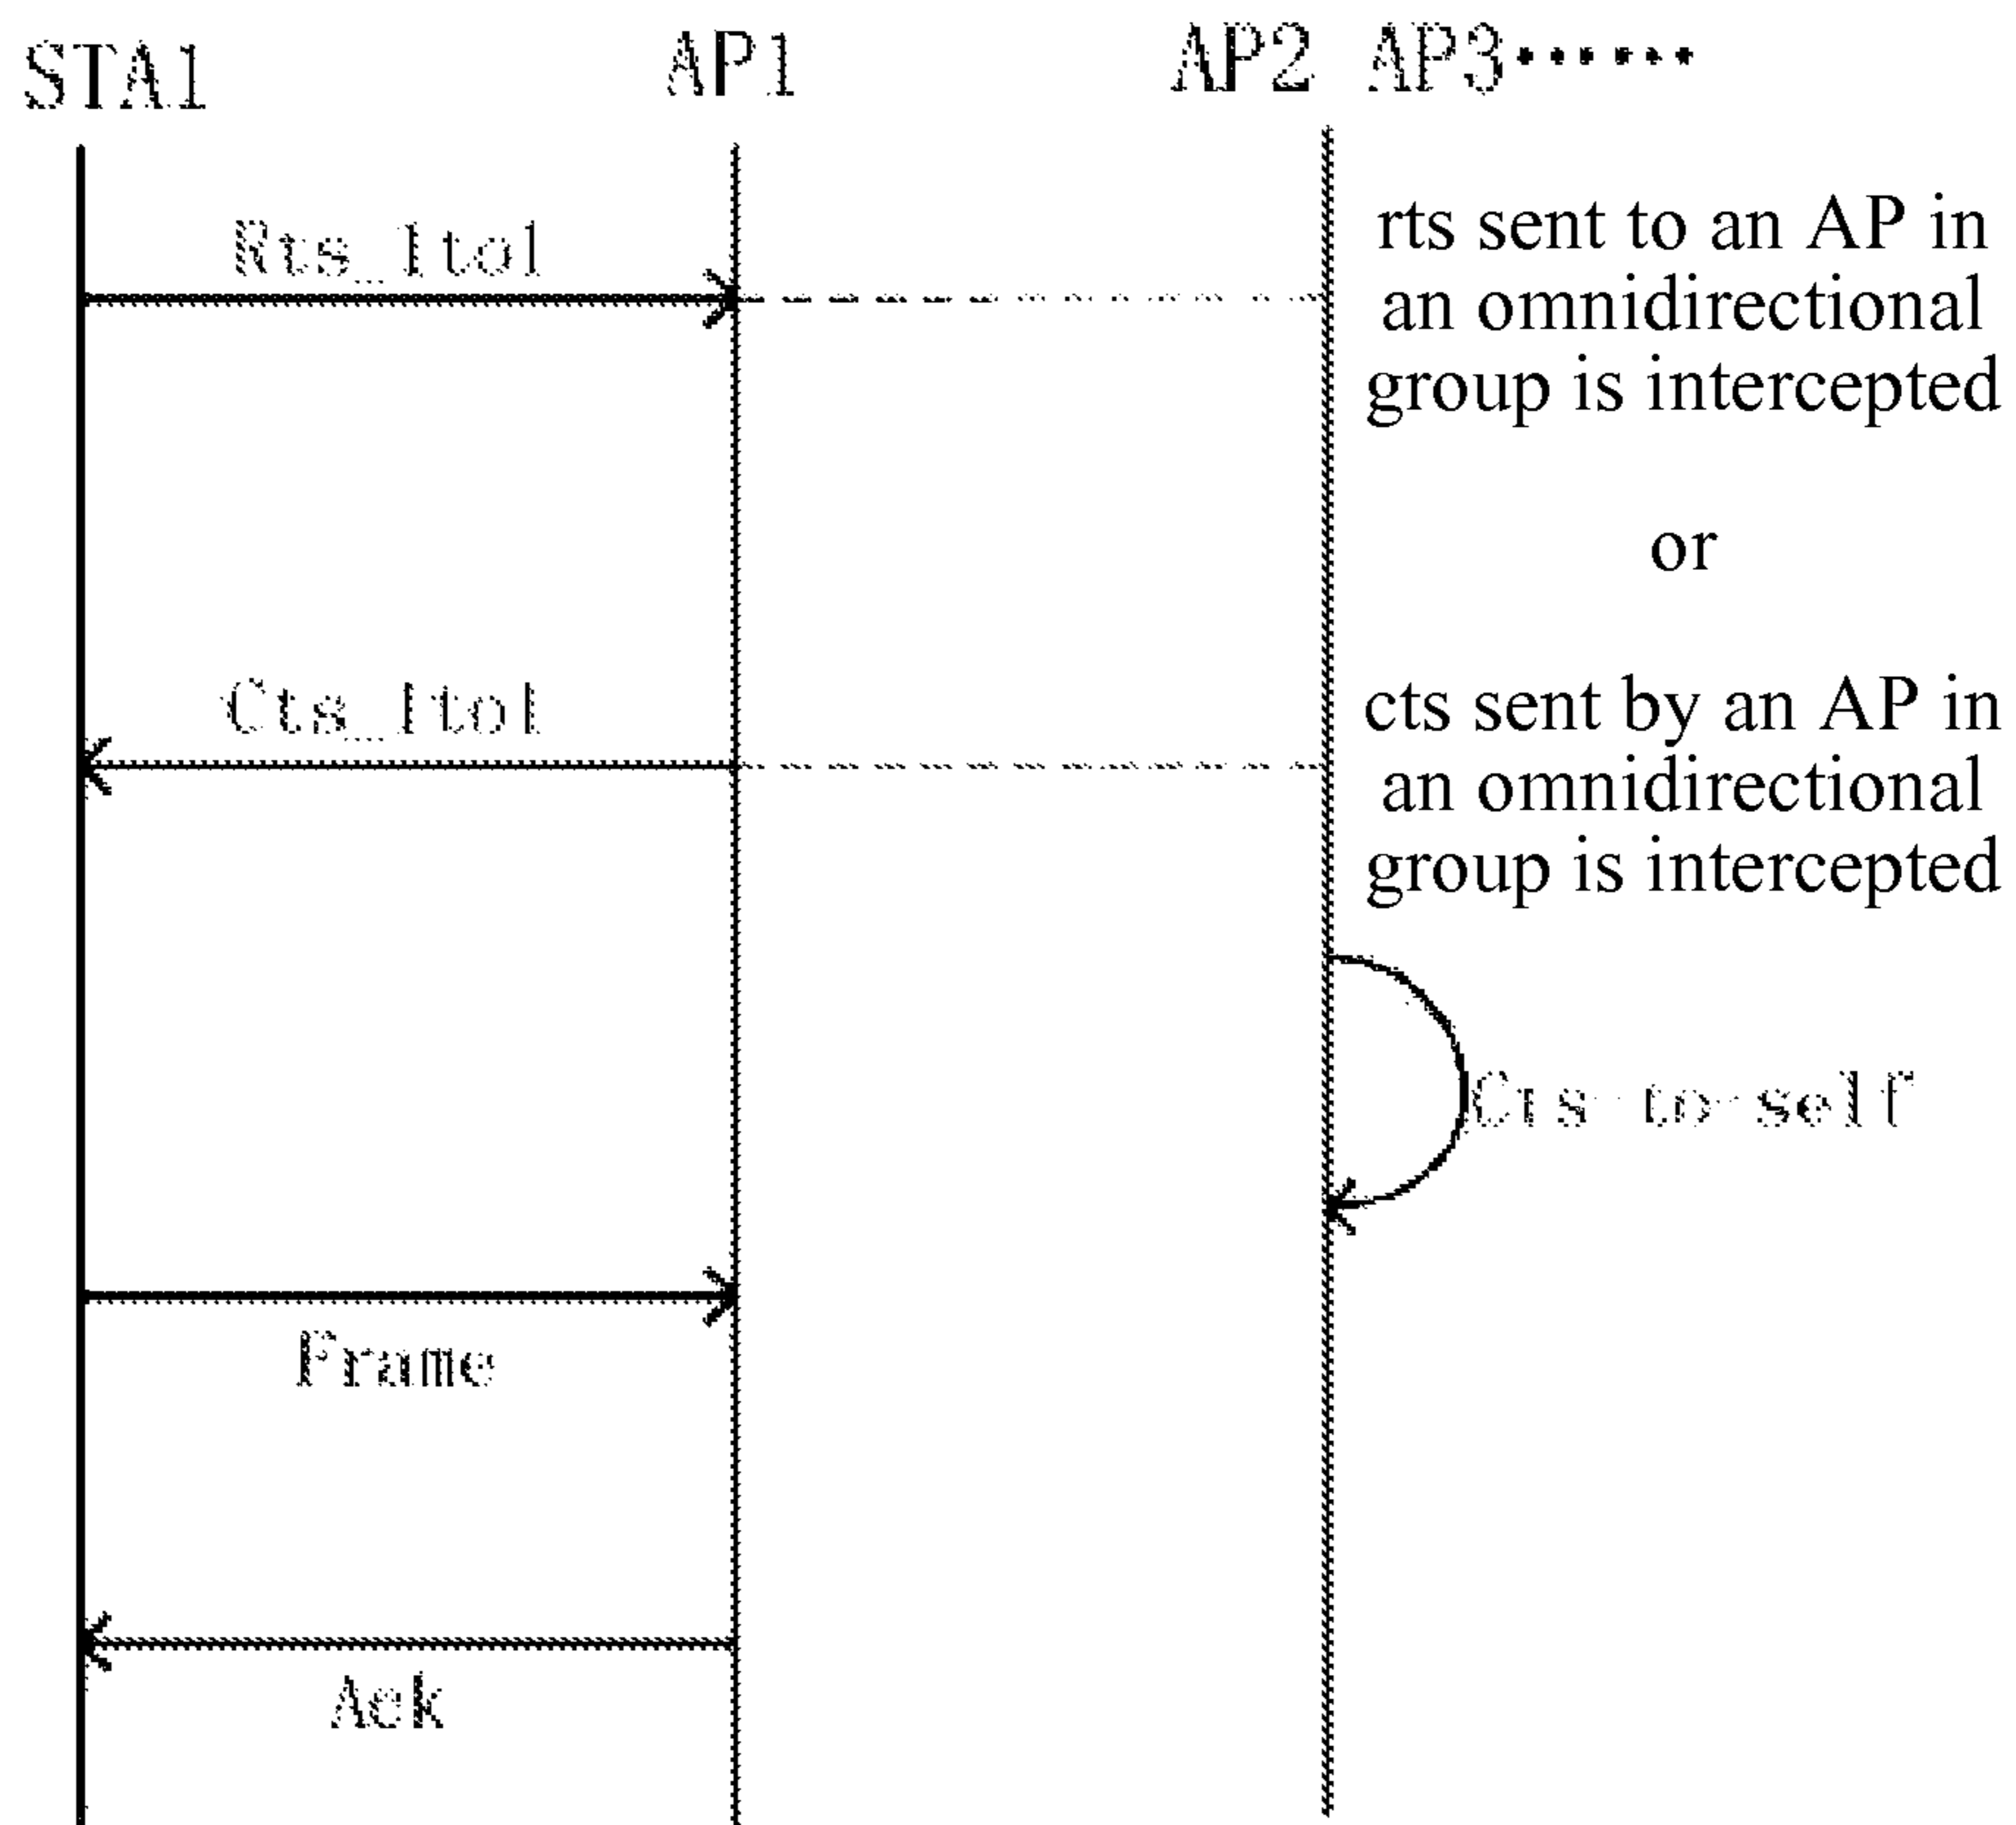 STA1 AP1 AP2 AP3······
Rts_1to1
rts sent to an AP in
an omnidirectional
group is intercepted
or
Cts_1to1
cts sent by an AP in
an omnidirectional
group is intercepted
Cts-to-self
Frame
Ack